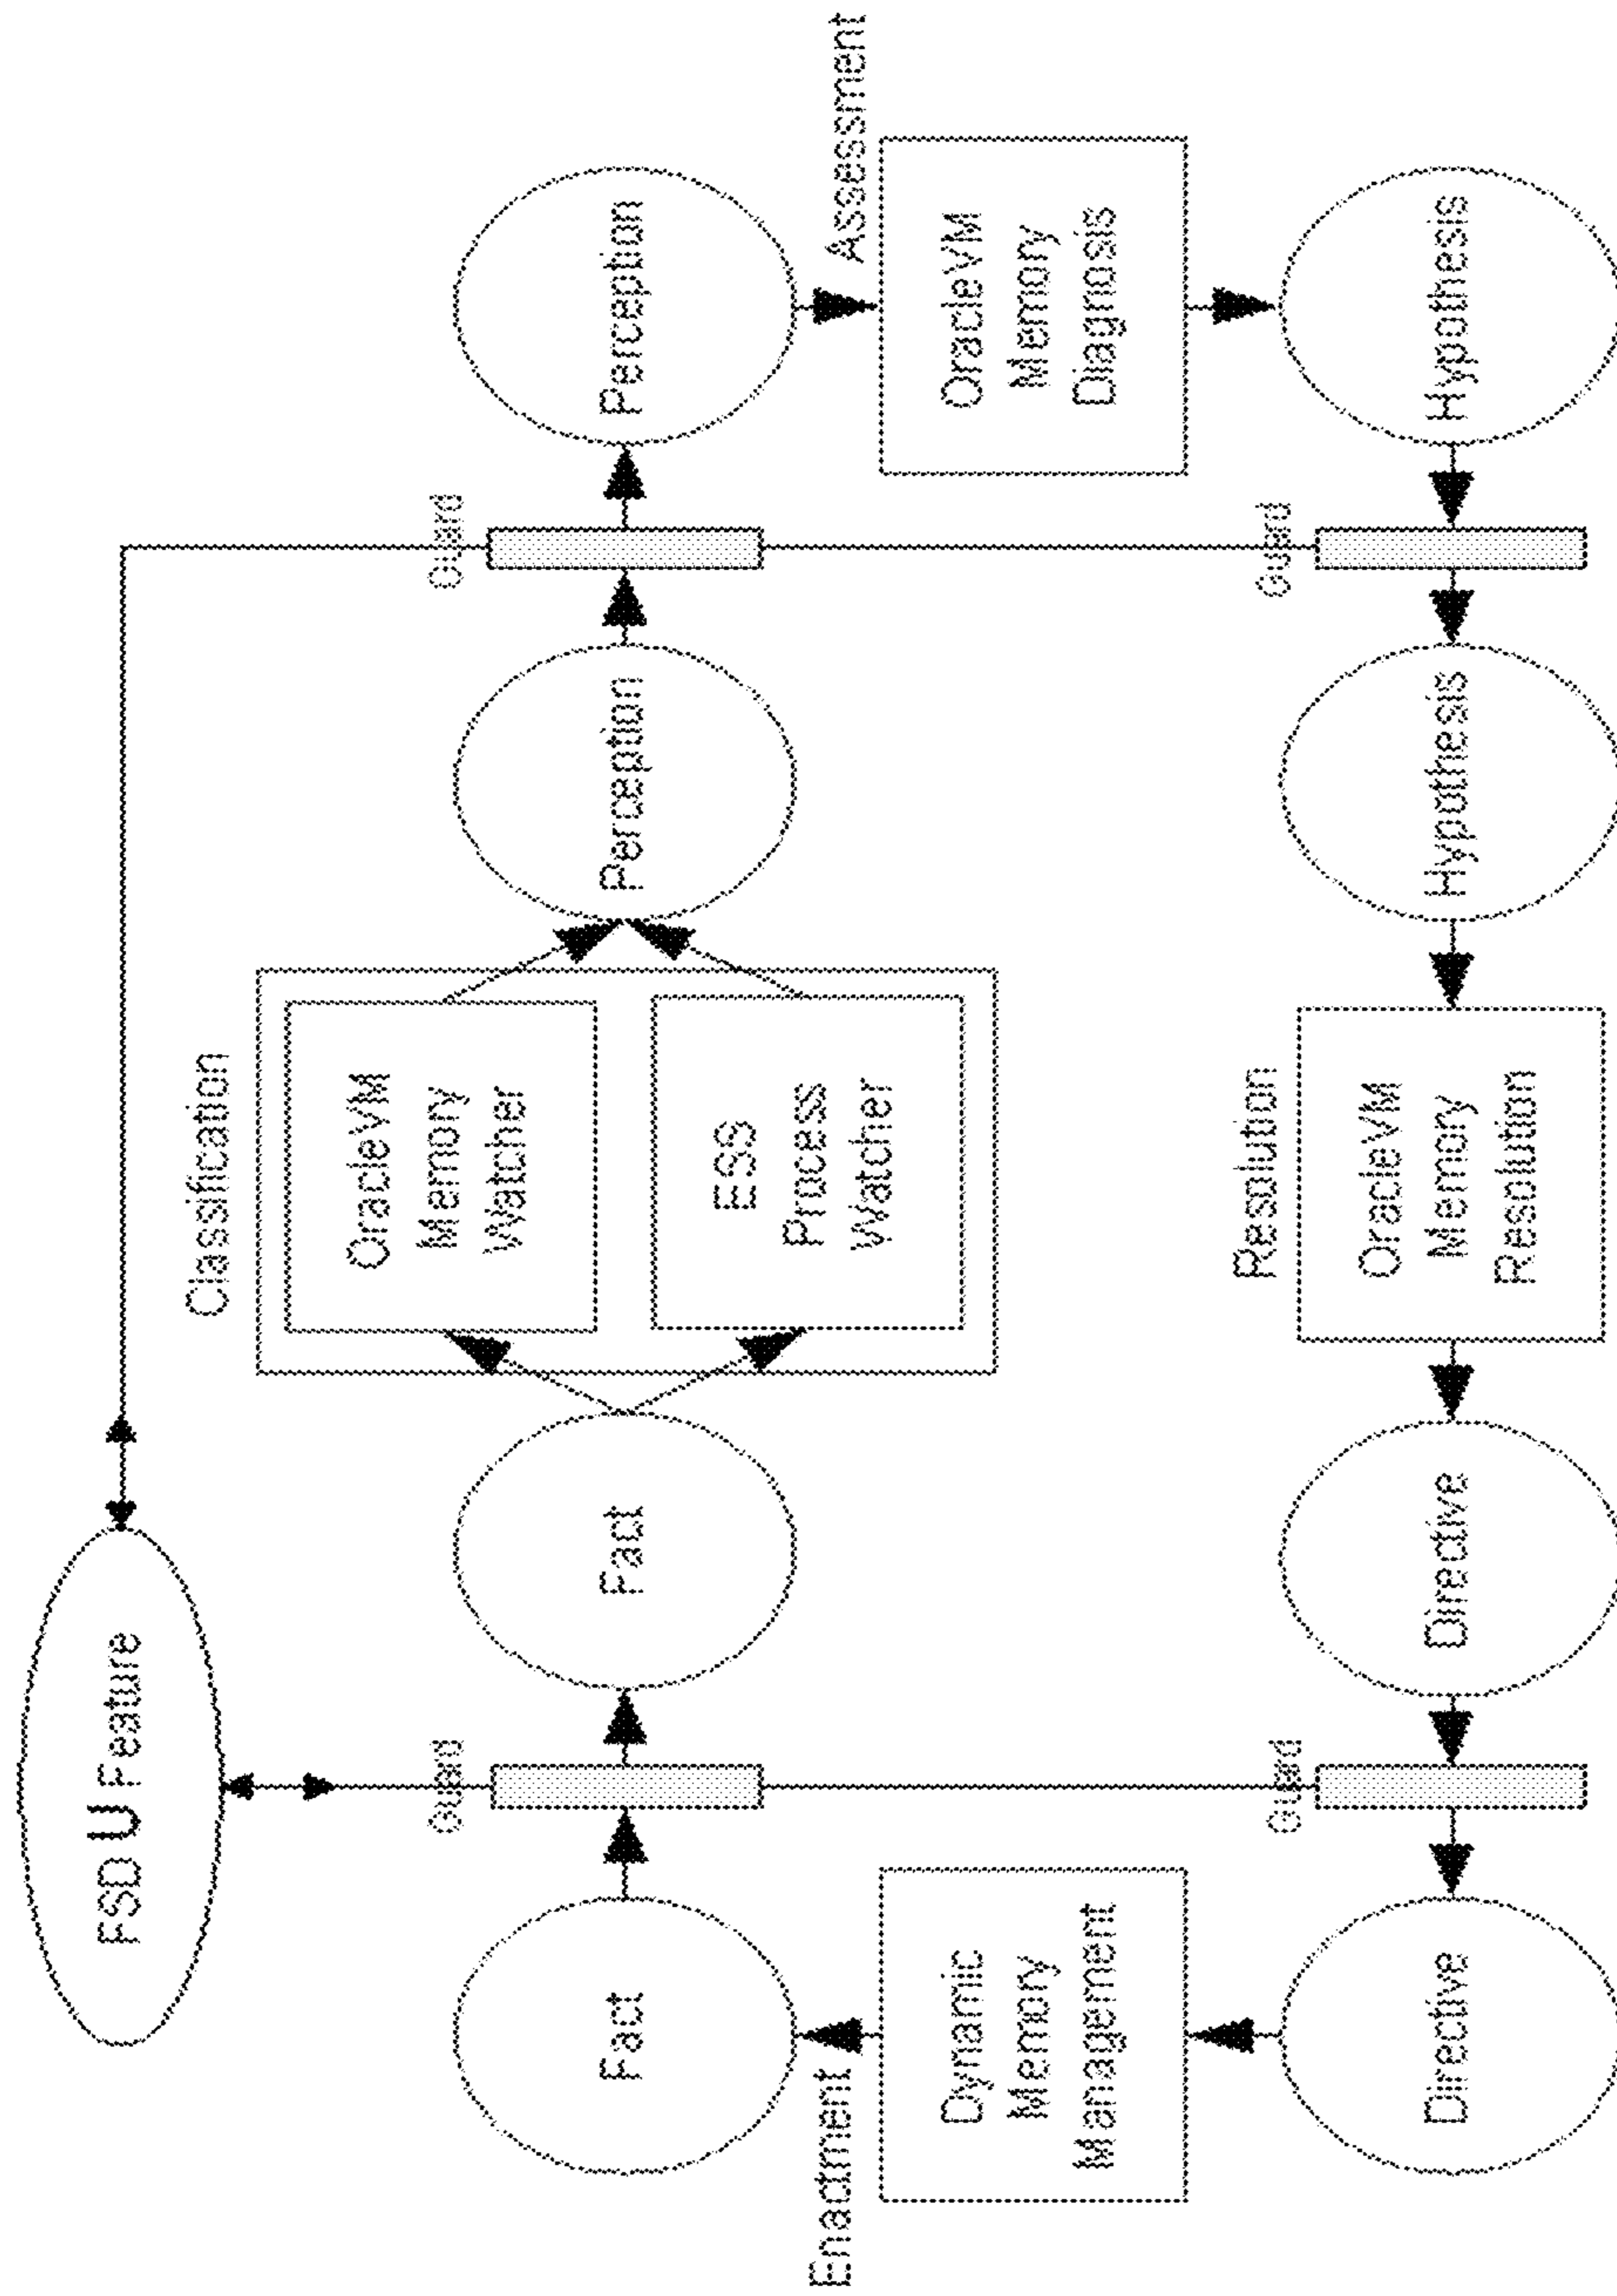 FSD U Feature
Classification
Guard
Guard
Fact
Fact
OracleVM
Memory
Watcher
ESS
Process
Watcher
Perception
Perception
Enactment
Assessment
Dynamic
Memory
Management
OracleVM
Memory
Diagnosis
Resolution
Guard
Guard
Directive
Directive
OracleVM
Memory
Resolution
Hypothesis
Hypothesis